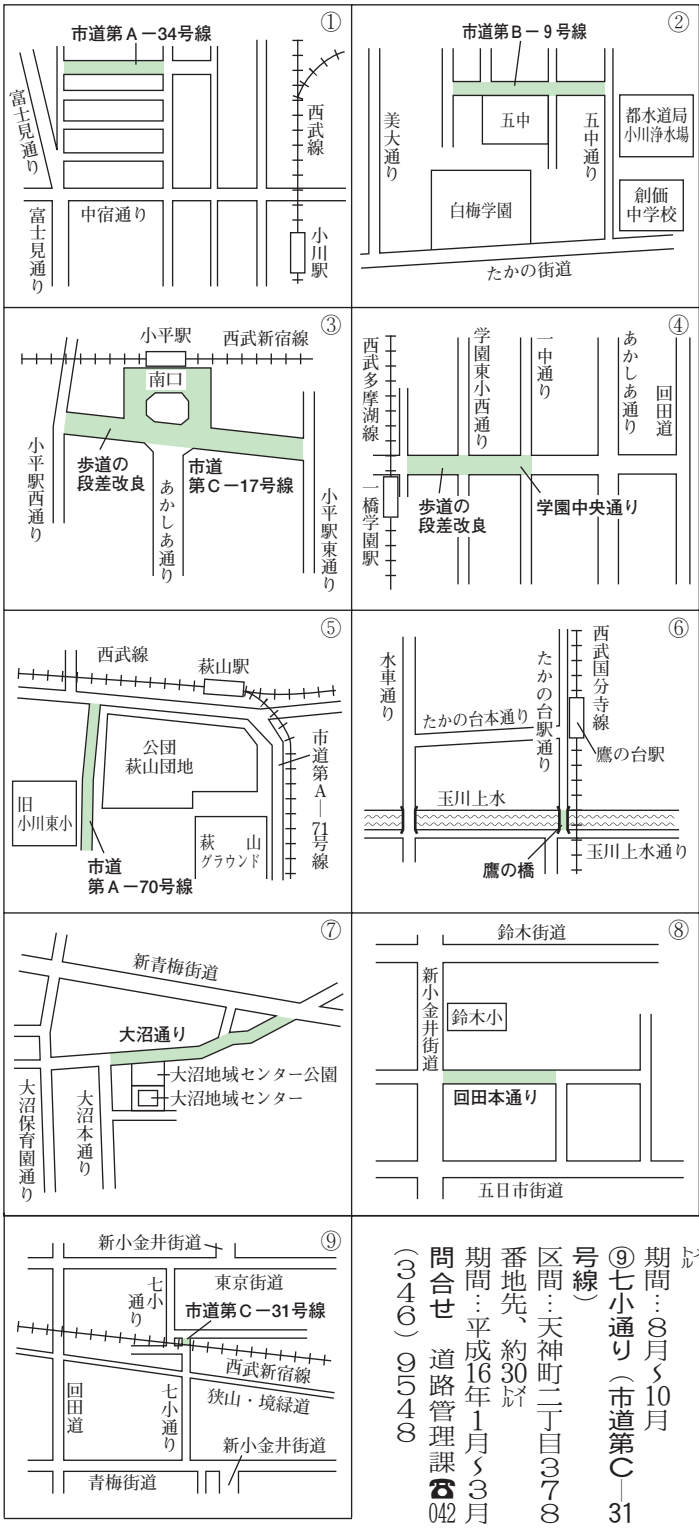 ①
市道第A-34号線
富士見通り
西武線
富士見通り
中宿通り
小川駅
②
市道第B-9号線
美大通り
五中
五中通り
都水道局
小川浄水場
白梅学園
創価
中学校
たかの街道
③
小平駅
西武新宿線
南口
小平駅西通り
歩道の
段差改良
あかしあ通り
市道
第C-17号線
小平駅東通り
④
西武多摩湖線
一橋学園駅
学園東小西通り
一中通り
あかしあ通り
回田道
歩道の
段差改良
学園中央通り
⑤
西武線
萩山駅
公団
萩山団地
市道第A-71号線
旧
小川東小
萩山
グラウンド
市道
第A-70号線
⑥
水車通り
たかの台本通り
たかの台駅通り
西武国分寺線
鷹の台駅
玉川上水
鷹の橋
玉川上水通り
⑦
新青梅街道
大沼通り
大沼地域センター公園
大沼地域センター
大沼保育園通り
大沼本通り
⑧
鈴木街道
新小金井街道
鈴木小
回田本通り
五日市街道
⑨
新小金井街道
七小通り
東京街道
市道第C-31号線
西武新宿線
回田道
七小通り
狭山・境緑道
新小金井街道
青梅街道
㍍
期間…8月~10月
⑨七小通り(市道第C-31
号線)
区間…天神町二丁目378
番地先、約30㍍
期間…平成16年1月~3月
問合せ 道路管理課☎042
(346)9548